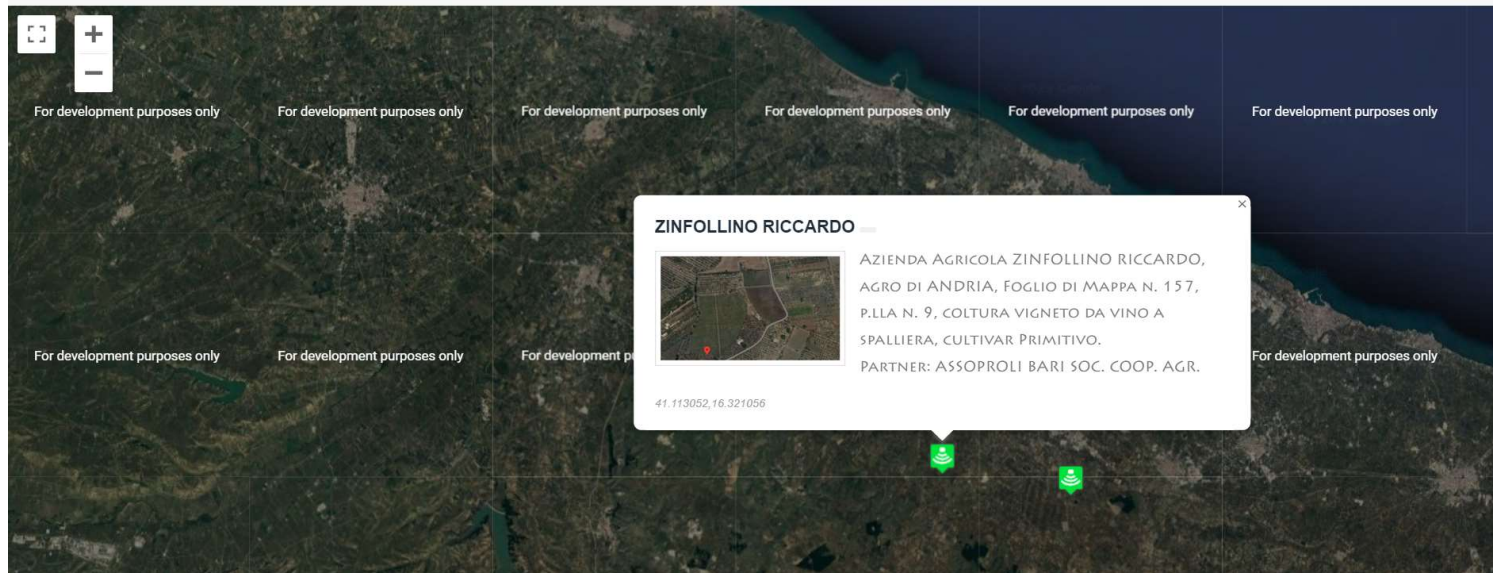 For development purposes only For development purposes only For development purposes only For development purposes only For development purposes only For development purposes only
ZINFOLLINO RICCARDO
Azienda Agricola ZINFOLLINO RICCARDO,
agro di ANDRIA, Foglio di Mappa n. 157,
p.lla n. 9, coltura vigneto da vino a
spalliera, cultivar Primitivo.
Partner: ASSOPROLI BARI SOC. COOP. AGR.
41.113052,16.321056
For development purposes only For development purposes only For development pu For development purposes only